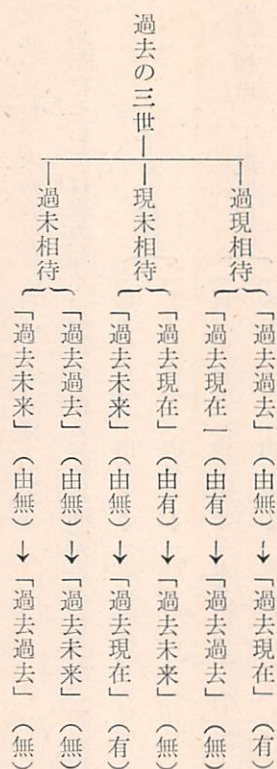 過去の三世
過現相待
「過去過去」（由無）→「過去現在」（有）
「過去現在」（由有）→「過去過去」（無）
現未相待
「過去現在」（由有）→「過去未来」（無）
「過去未来」（由無）→「過去現在」（有）
過未相待
「過去過去」（由無）→「過去未来」（無）
「過去未来」（由無）→「過去過去」（無）